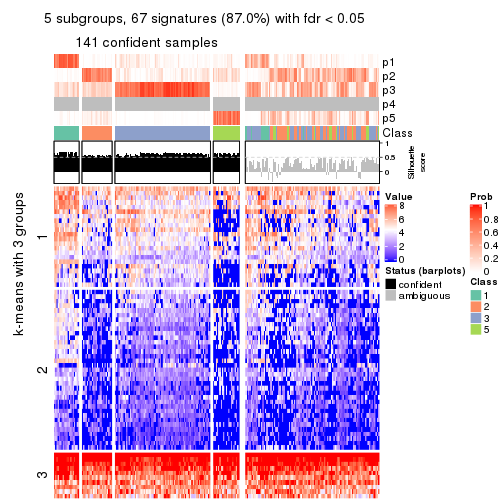 5 subgroups, 67 signatures (87.0%) with fdr < 0.05
141 confident samples
p1
p2
p3
p4
p5
Class
1
0.5
0
Silhouette
score
k-means with 3 groups
1
2
3
Value
8
6
4
2
0
Status (barplots)
confident
ambiguous
Prob
1
0.8
0.6
0.4
0.2
0
Class
1
2
3
5